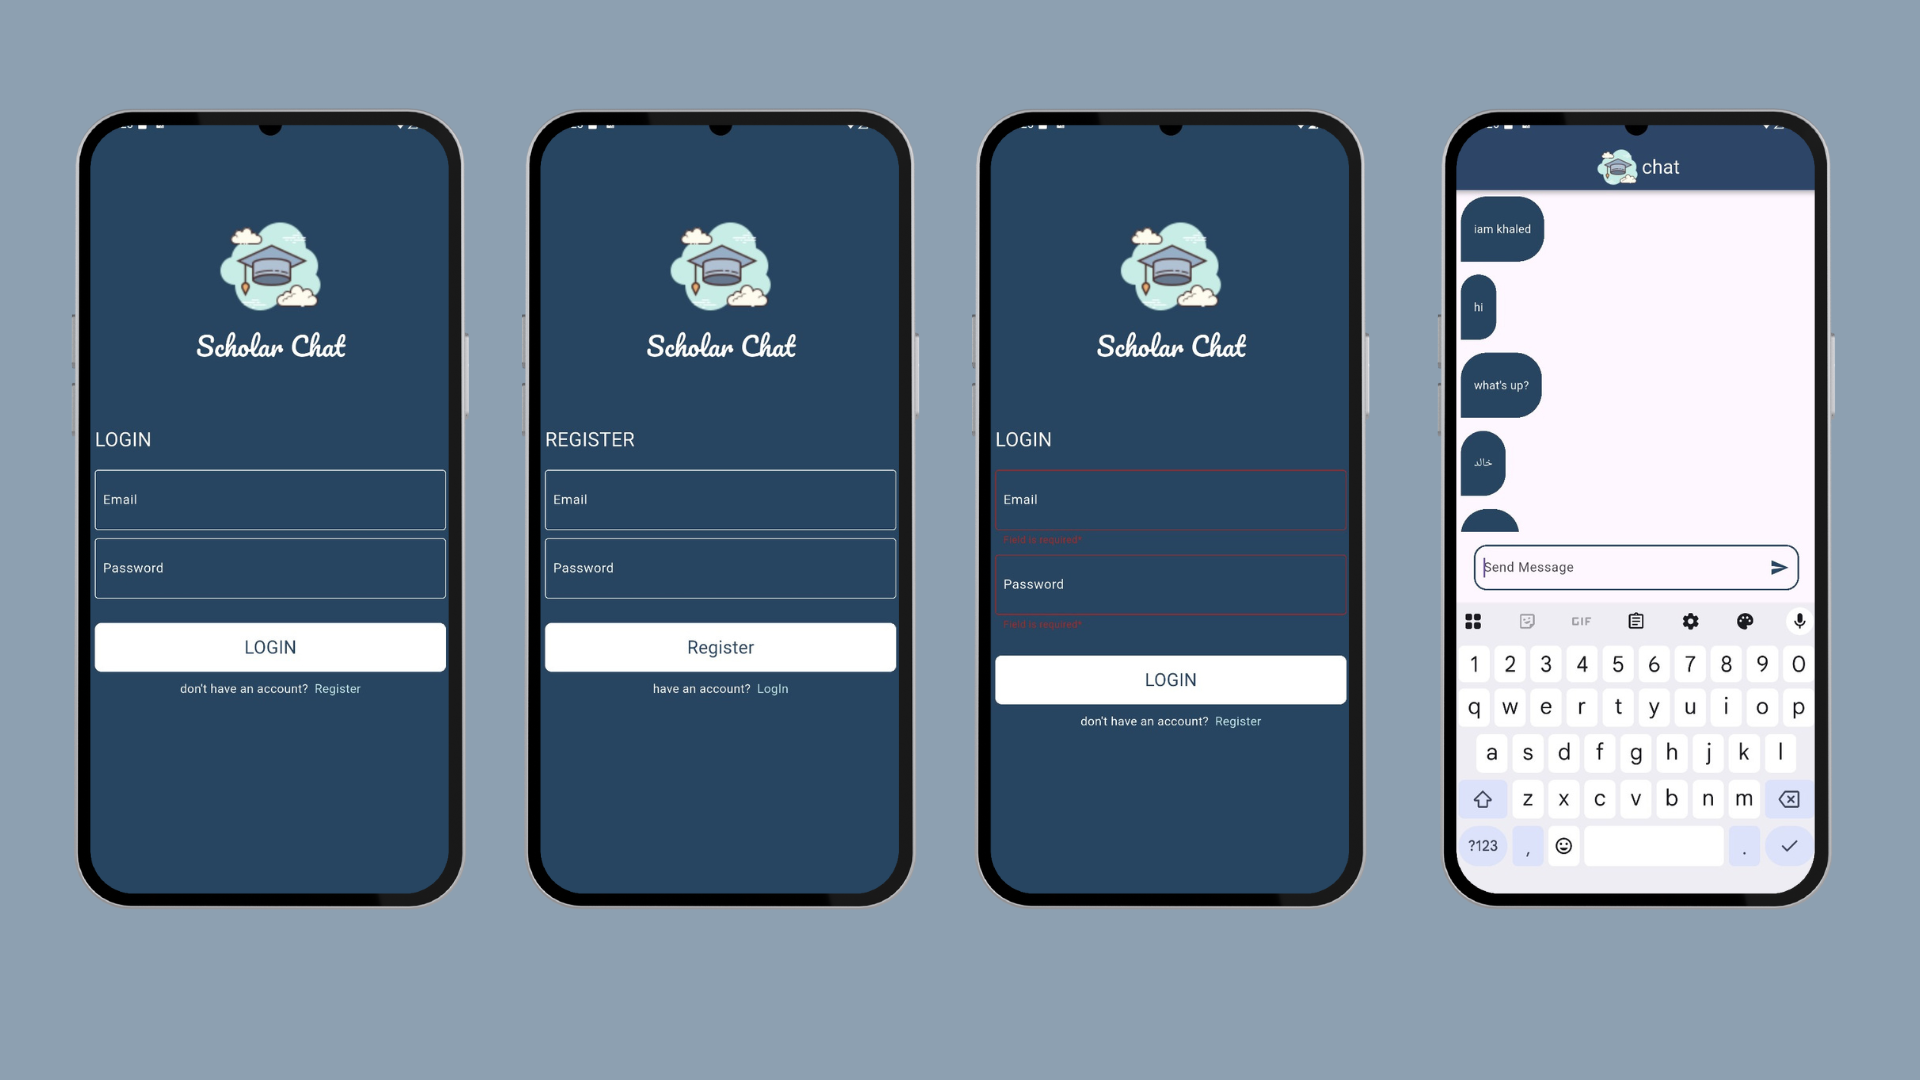 Scholar Chat
LOGIN
Email
Password
LOGIN
don't have an account? Register
Scholar Chat
REGISTER
Email
Password
Register
have an account? LogIn
Scholar Chat
LOGIN
Email
Field is required*
Password
Field is required*
LOGIN
don't have an account? Register
chat
iam khaled
hi
what's up?
خالد
Send Message
GIF
1 2 3 4 5 6 7 8 9 0
q w e r t y u i o p
a s d f g h j k l
z x c v b n m
?123 , .